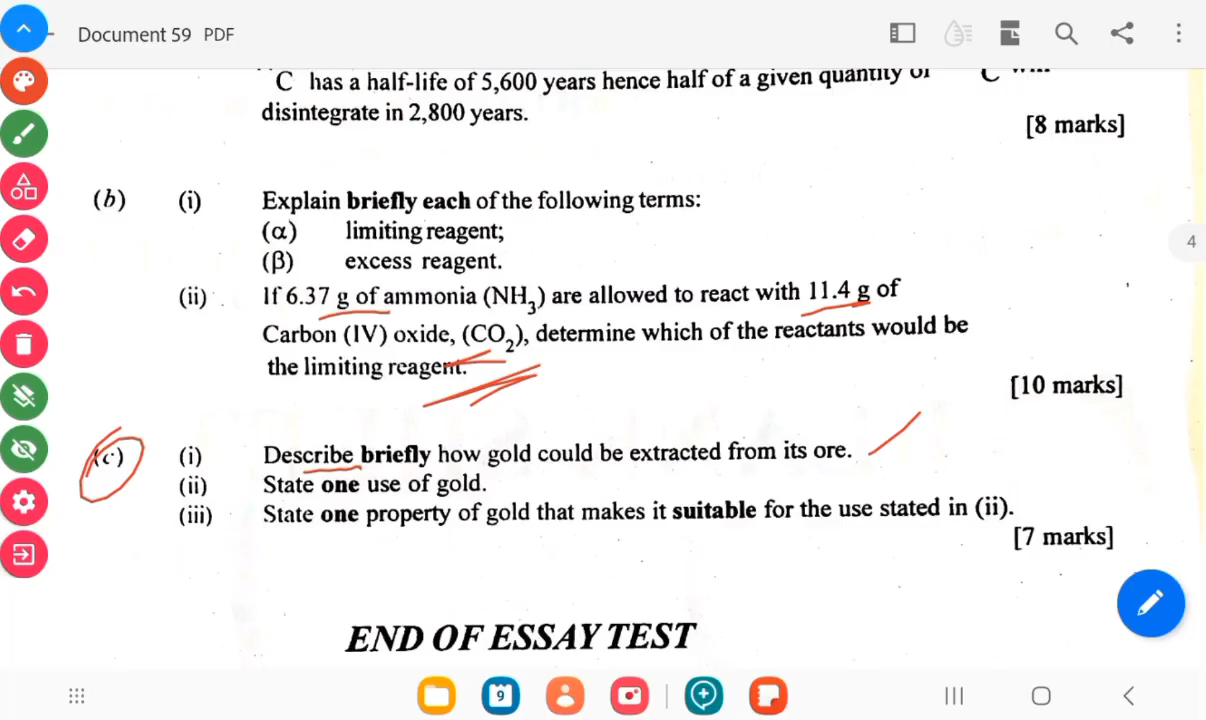 Document 59 PDF
C has a half-life of 5,600 years hence half of a given quantity of C will
disintegrate in 2,800 years.
[8 marks]
4
(b) (i) Explain briefly each of the following terms:
(α) limiting reagent;
(β) excess reagent.
(ii) If 6.37 g of ammonia (NH3) are allowed to react with 11.4 g of
Carbon (IV) oxide, (CO2), determine which of the reactants would be
the limiting reagent.
[10 marks]
(c) (i) Describe briefly how gold could be extracted from its ore.
(ii) State one use of gold.
(iii) State one property of gold that makes it suitable for the use stated in (ii).
[7 marks]
END OF ESSAY TEST
9